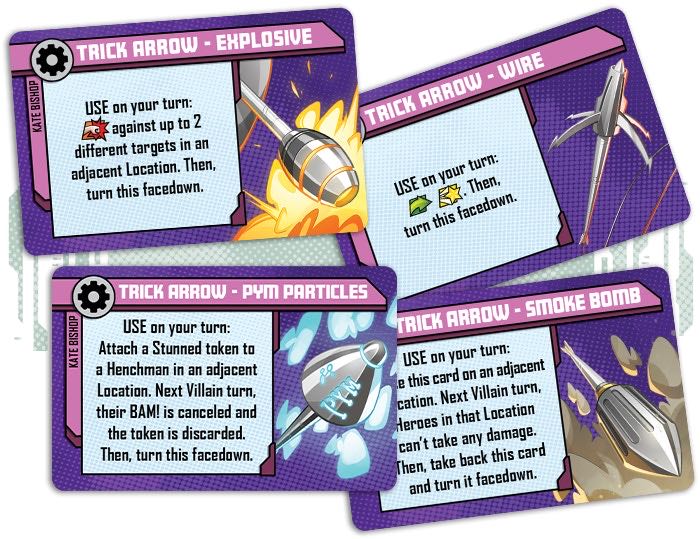 TRICK ARROW - EXPLOSIVE
KATE BISHOP
USE on your turn:
against up to 2
different targets in an
adjacent Location. Then,
turn this facedown.
TRICK ARROW - WIRE
USE on your turn:
. Then,
turn this facedown.
TRICK ARROW - PYM PARTICLES
KATE BISHOP
USE on your turn:
Attach a Stunned token to
a Henchman in an adjacent
Location. Next Villain turn,
their BAM! is canceled and
the token is discarded.
Then, turn this facedown.
PYM
TRICK ARROW - SMOKE BOMB
USE on your turn:
e this card on an adjacent
cation. Next Villain turn,
Heroes in that Location
can't take any damage.
Then, take back this card
and turn it facedown.